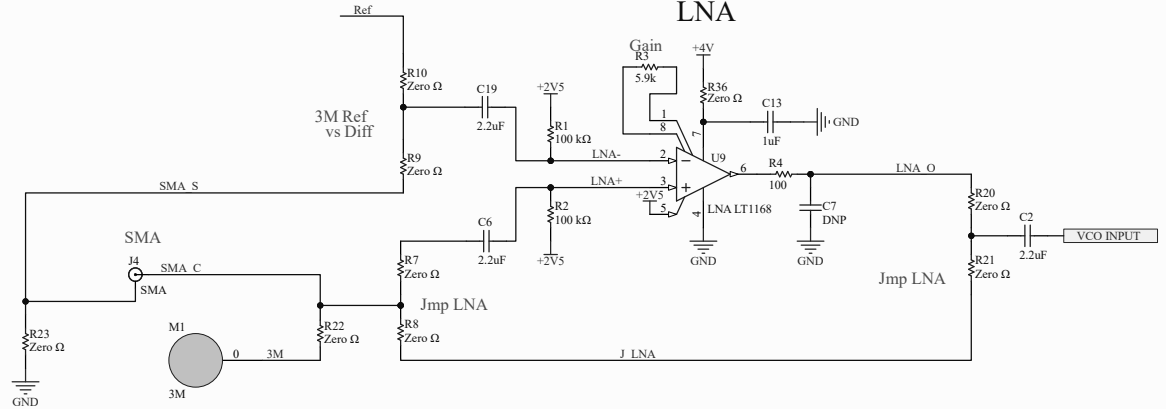 LNA
Ref
Gain
+4V
R3
5.9k
R10
Zero Ω
C19
2.2uF
+2V5
R36
Zero Ω
C13
1uF
GND
3M Ref
vs Diff
R1
100 kΩ
1
8
7
R9
LNA-
2
U9
R4
Zero Ω
6
LNA_O
100
SMA_S
LNA+
3
+2V5
5
4
LNA LT1168
C7
DNP
R20
Zero Ω
R2
100 kΩ
C6
2.2uF
C2
2.2uF
VCO INPUT
SMA
+2V5
GND
GND
J4
SMA_C
R7
Zero Ω
R21
Zero Ω
SMA
Jmp LNA
Jmp LNA
R23
Zero Ω
M1
R22
Zero Ω
R8
Zero Ω
0
3M
J_LNA
3M
GND